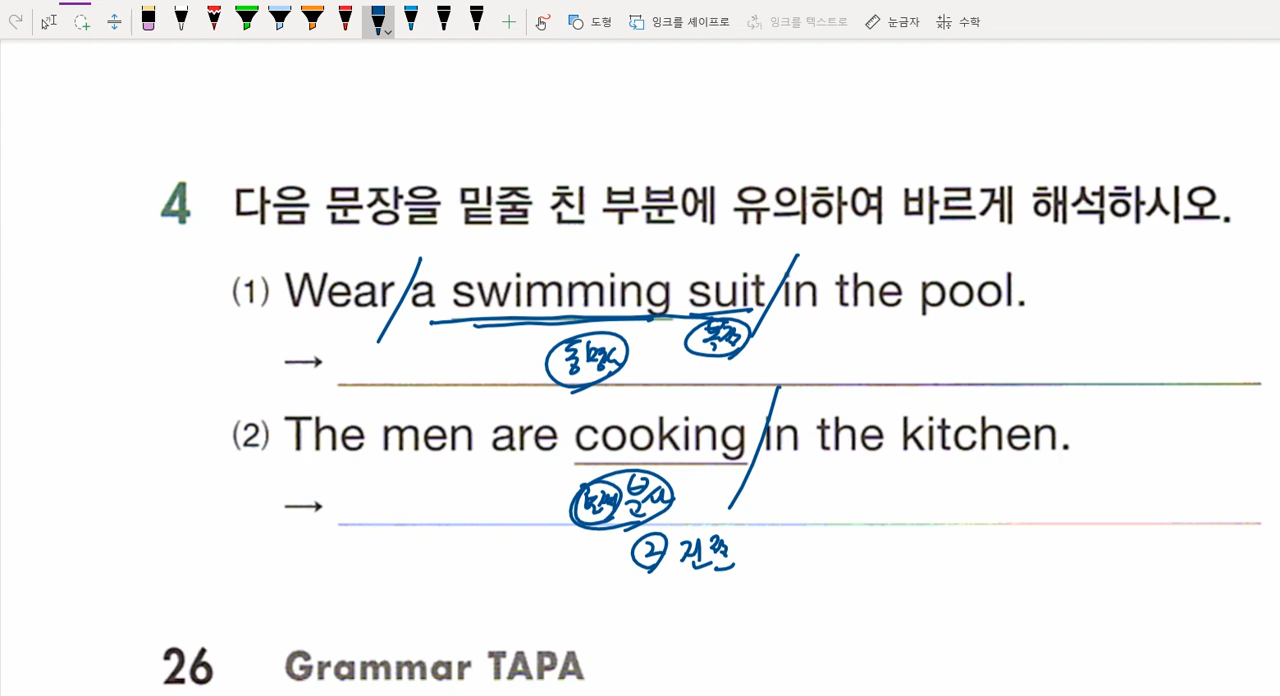 도형 잉크를 셰이프로 잉크를 텍스트로 눈금자 수학
4 다음 문장을 밑줄 친 부분에 유의하여 바르게 해석하시오.
(1) Wear a swimming suit in the pool.
동명사
→
(2) The men are cooking in the kitchen.
→ 현재 분사
② 진행
26 Grammar TAPA